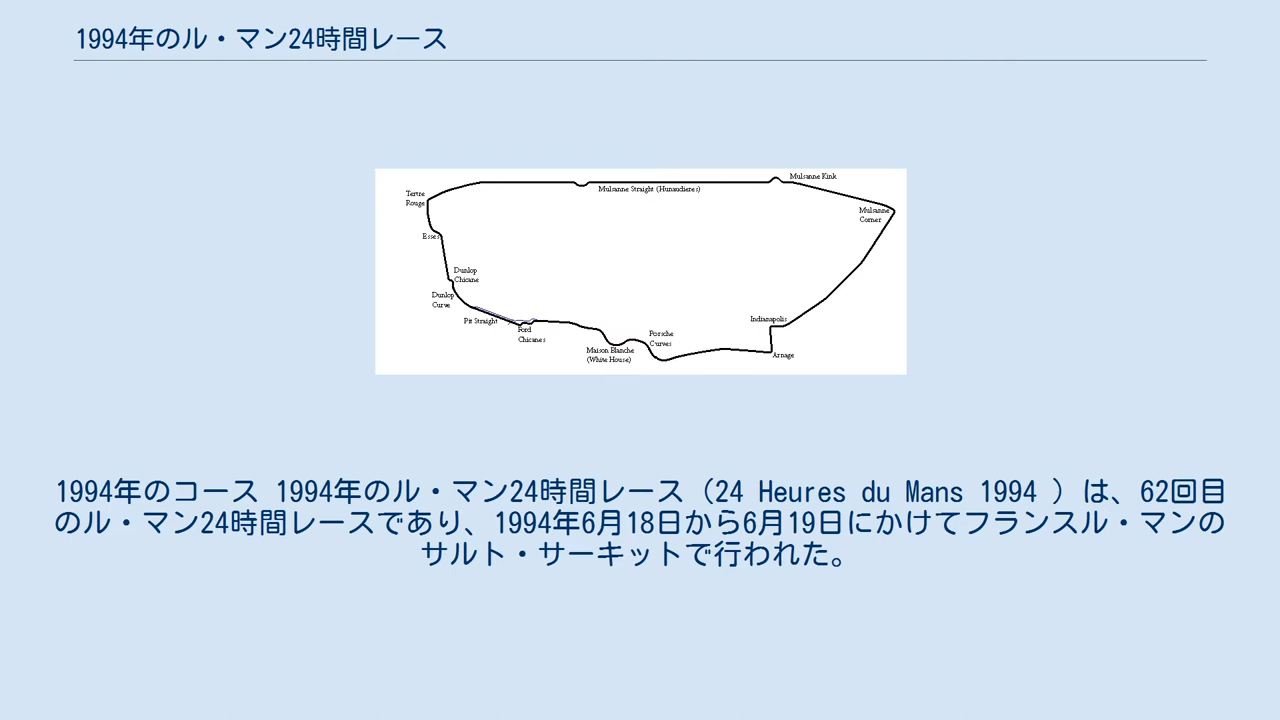 1994年のル・マン24時間レース
Mulsanne Kink
Mulsanne Straight (Hunaudieres)
Tertre
Rouge
Mulsanne
Corner
Esses
Dunlop
Chicane
Dunlop
Curve
Pit Straight
Indianapolis
Ford
Chicanes
Porsche
Curves
Maison Blanche
(White House)
Arnage
1994年のコース 1994年のル・マン24時間レース（24 Heures du Mans 1994 ）は、62回目
のル・マン24時間レースであり、1994年6月18日から6月19日にかけてフランスル・マンの
サルト・サーキットで行われた。